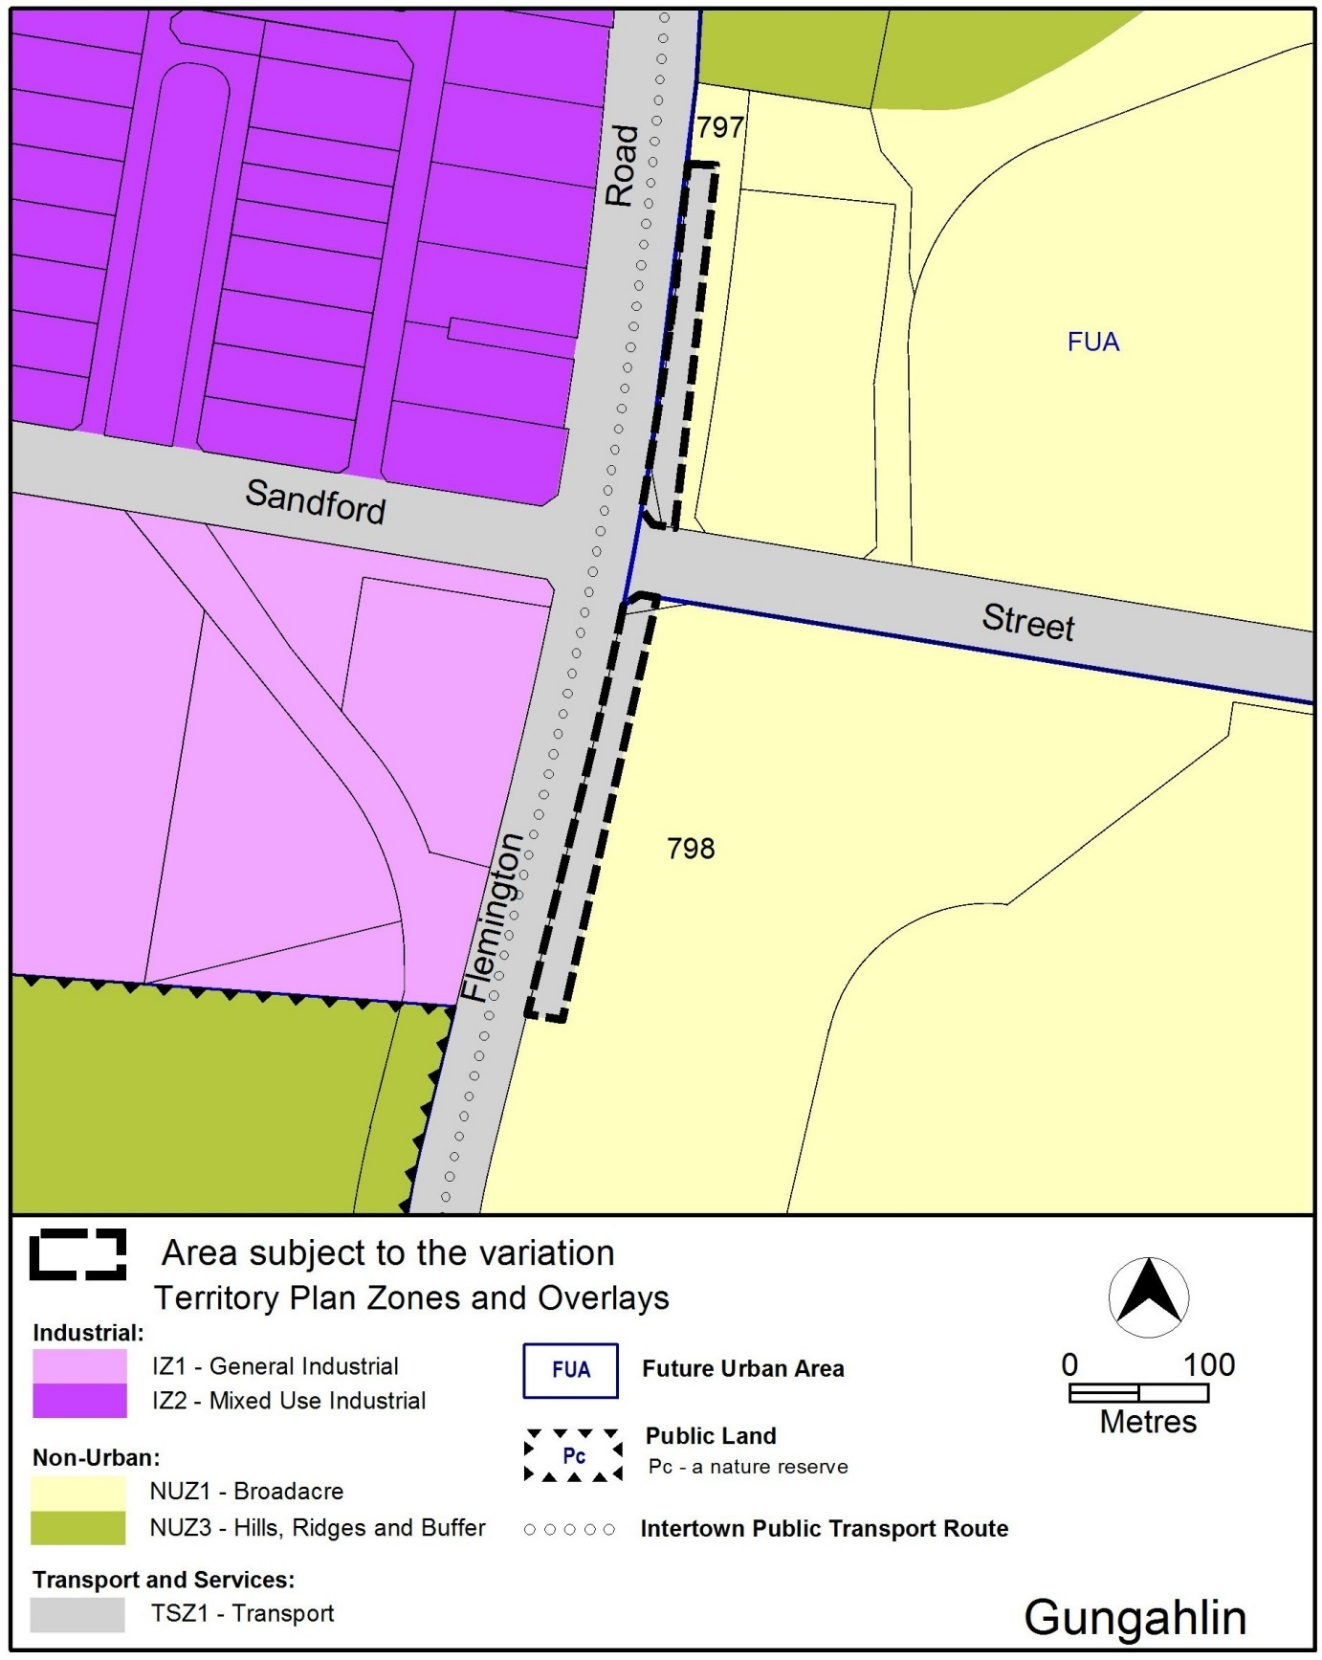 797
Road
FUA
Sandford
Street
798
Flemington
Area subject to the variation
Territory Plan Zones and Overlays
Industrial:
IZ1 - General Industrial
IZ2 - Mixed Use Industrial
Non-Urban:
NUZ1 - Broadacre
NUZ3 - Hills, Ridges and Buffer
Transport and Services:
TSZ1 - Transport
FUA Future Urban Area
Pc Public Land
Pc - a nature reserve
Intertown Public Transport Route
0 100
Metres
Gungahlin